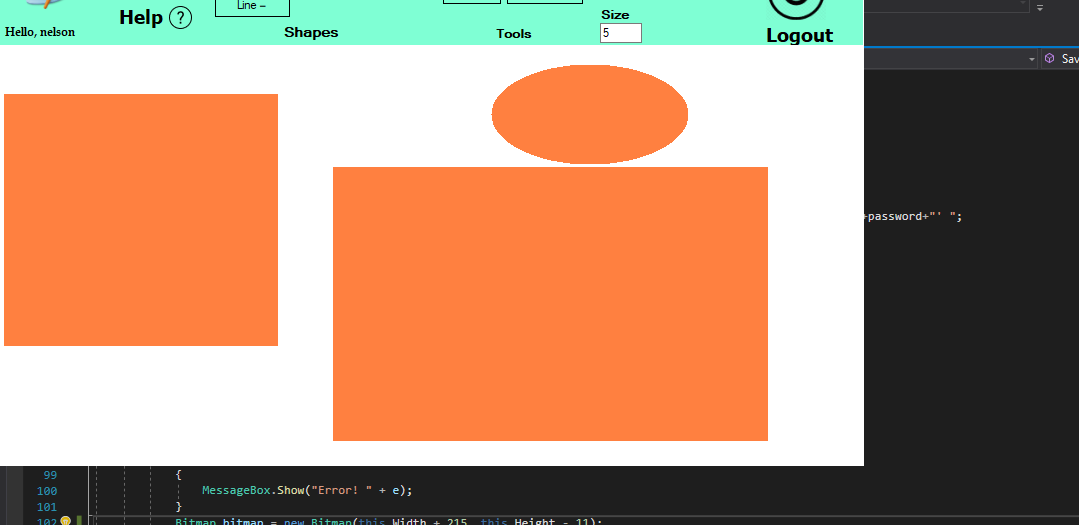 Line –
Help ?
Size
Hello, nelson
Shapes
Tools
5
Logout
Sav
+password+"' ";
99 {
100 MessageBox.Show("Error! " + e);
101 }
102 Bitmap bitmap = new Bitmap(this.Width + 215, this.Height - 11);